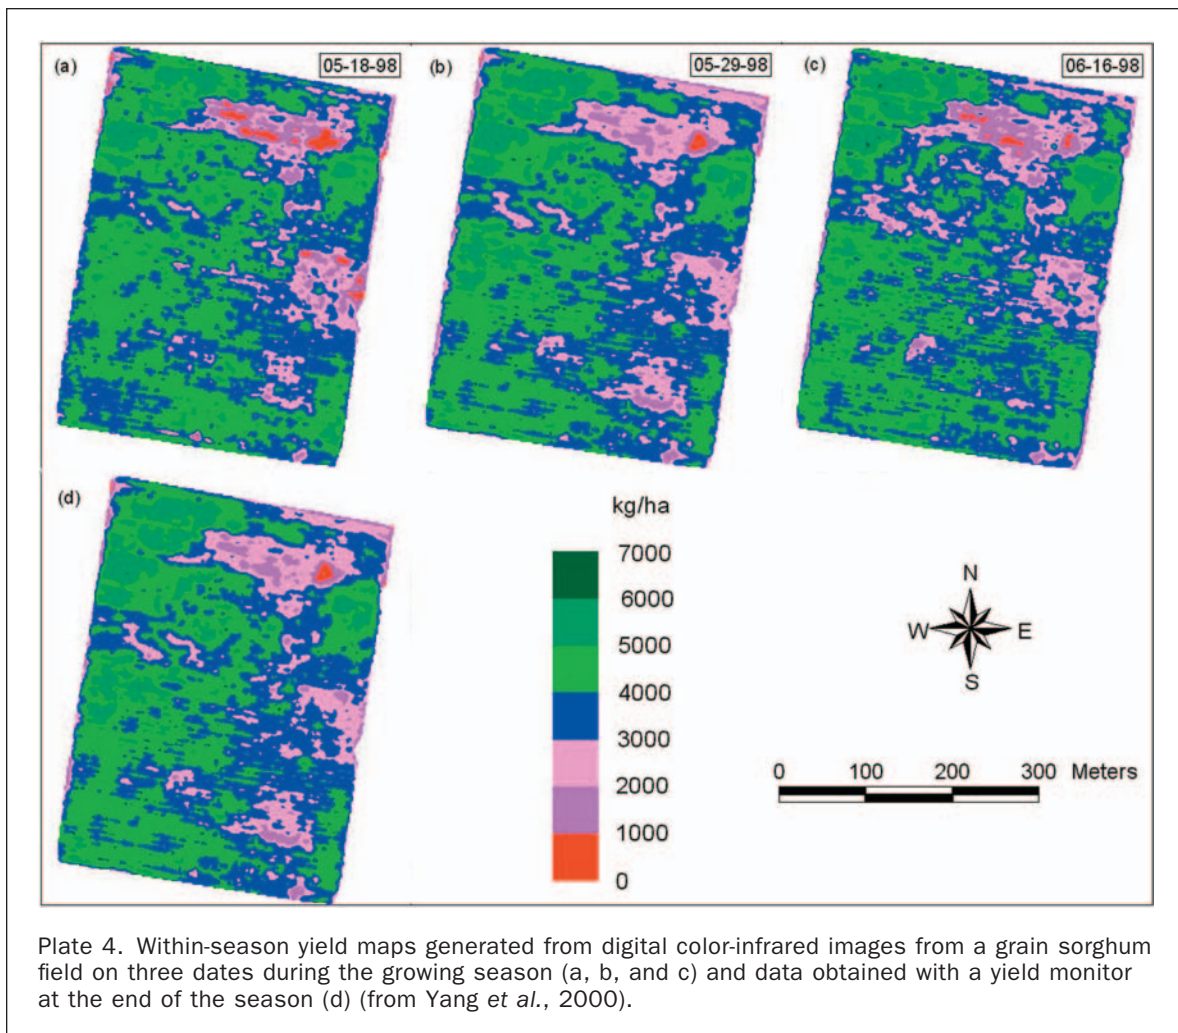 (a)
05-18-98
(b)
05-29-98
(c)
06-16-98
(d)
kg/ha
7000
6000
5000
4000
3000
2000
1000
0
N
W
E
S
0 100 200 300 Meters
Plate 4. Within-season yield maps generated from digital color-infrared images from a grain sorghum
field on three dates during the growing season (a, b, and c) and data obtained with a yield monitor
at the end of the season (d) (from Yang et al., 2000).